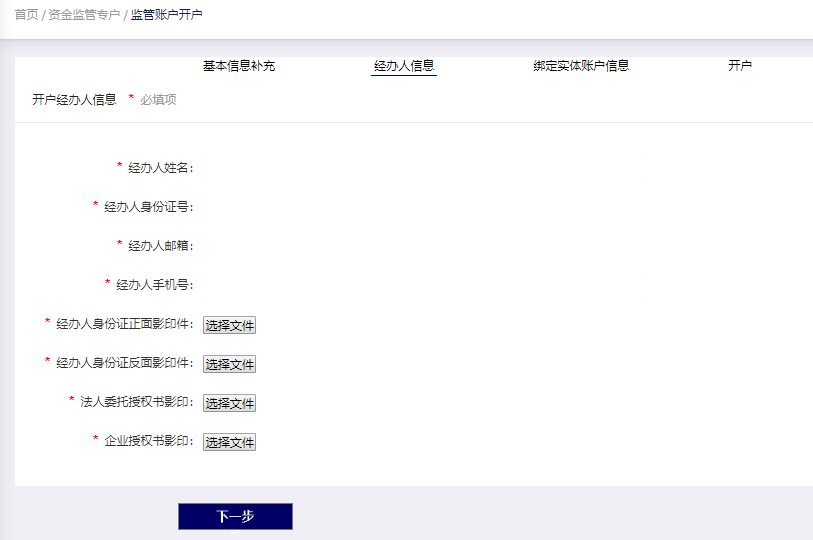 首页 / 资金监管专户 / 监管账户开户
基本信息补充 经办人信息 绑定实体账户信息 开户
开户经办人信息 * 必填项
* 经办人姓名:
* 经办人身份证号:
* 经办人邮箱:
* 经办人手机号:
* 经办人身份证正面影印件: 选择文件
* 经办人身份证反面影印件: 选择文件
* 法人委托授权书影印: 选择文件
* 企业授权书影印: 选择文件
下一步